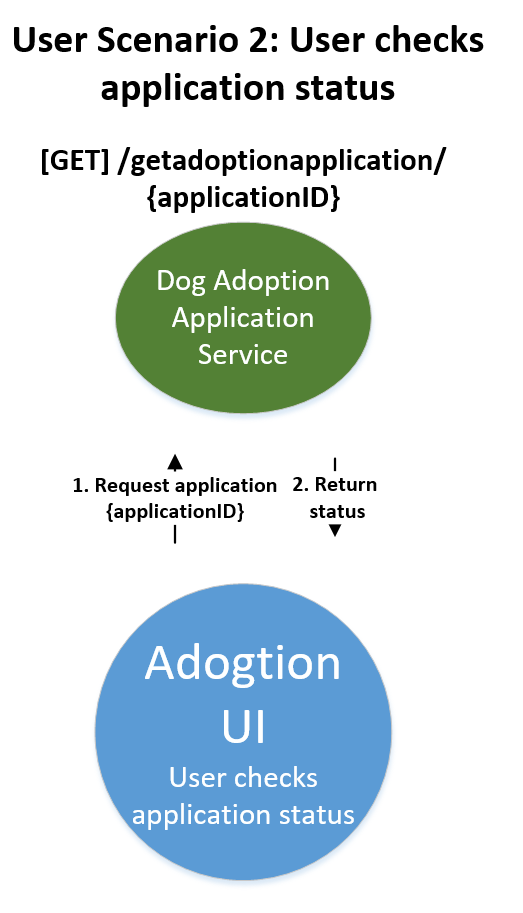 User Scenario 2: User checks
application status
[GET] /getadoptionapplication/
{applicationID}
Dog Adoption
Application
Service
1. Request application
{applicationID}
2. Return
status
Adogtion
UI
User checks
application status